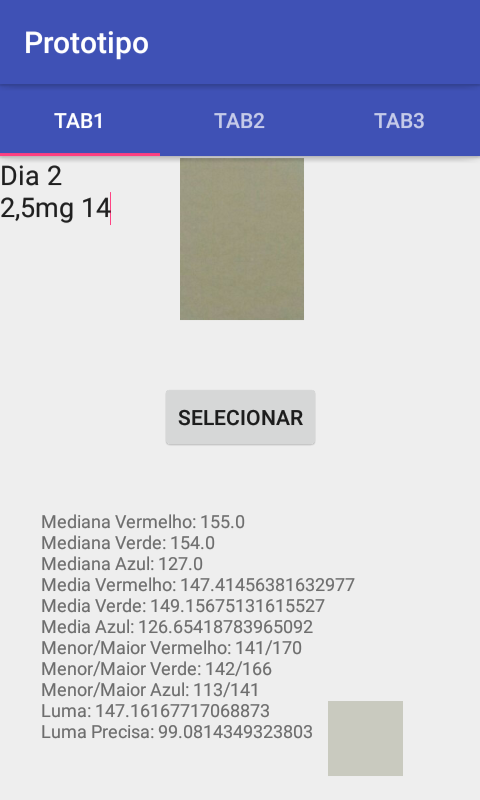 Prototipo
TAB1 TAB2 TAB3
Dia 2
2,5mg 14
SELECIONAR
Mediana Vermelho: 155.0
Mediana Verde: 154.0
Mediana Azul: 127.0
Media Vermelho: 147.41456381632977
Media Verde: 149.15675131615527
Media Azul: 126.65418783965092
Menor/Maior Vermelho: 141/170
Menor/Maior Verde: 142/166
Menor/Maior Azul: 113/141
Luma: 147.16167717068873
Luma Precisa: 99.0814349323803